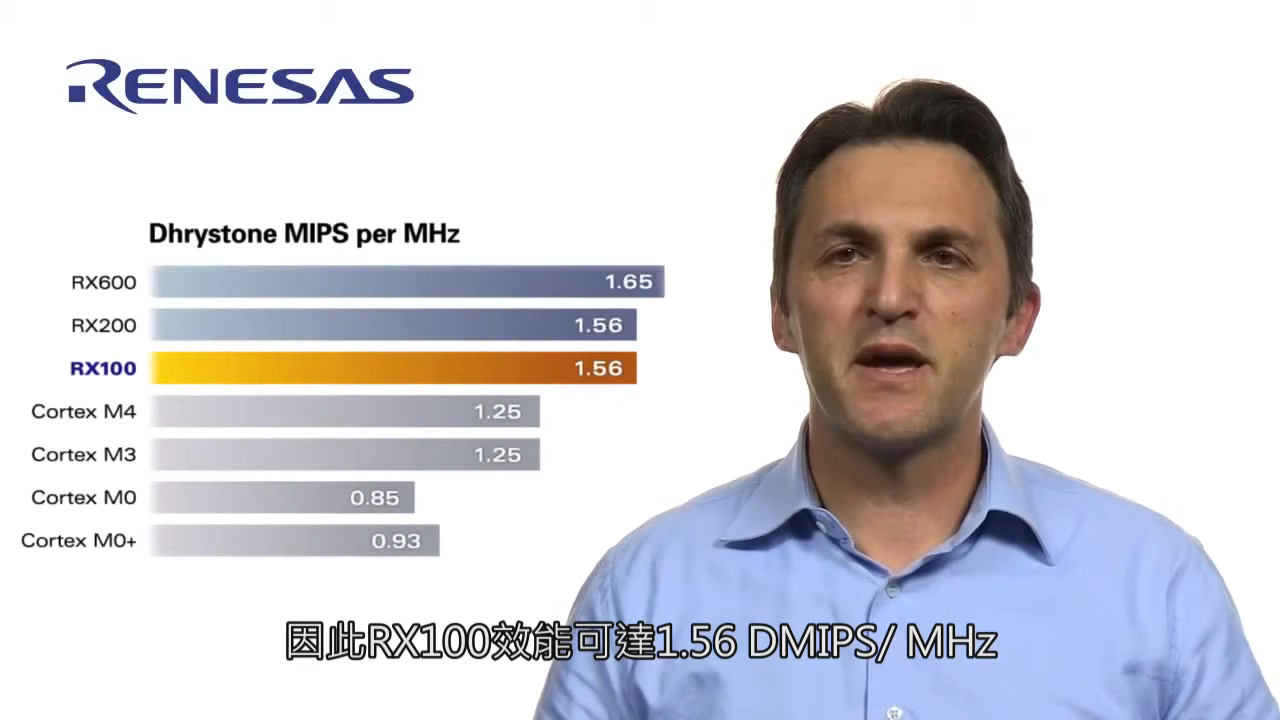 RENESAS
Dhrystone MIPS per MHz
RX600 1.65
RX200 1.56
RX100 1.56
Cortex M4 1.25
Cortex M3 1.25
Cortex M0 0.85
Cortex M0+ 0.93
因此RX100效能可達1.56 DMIPS/ MHz